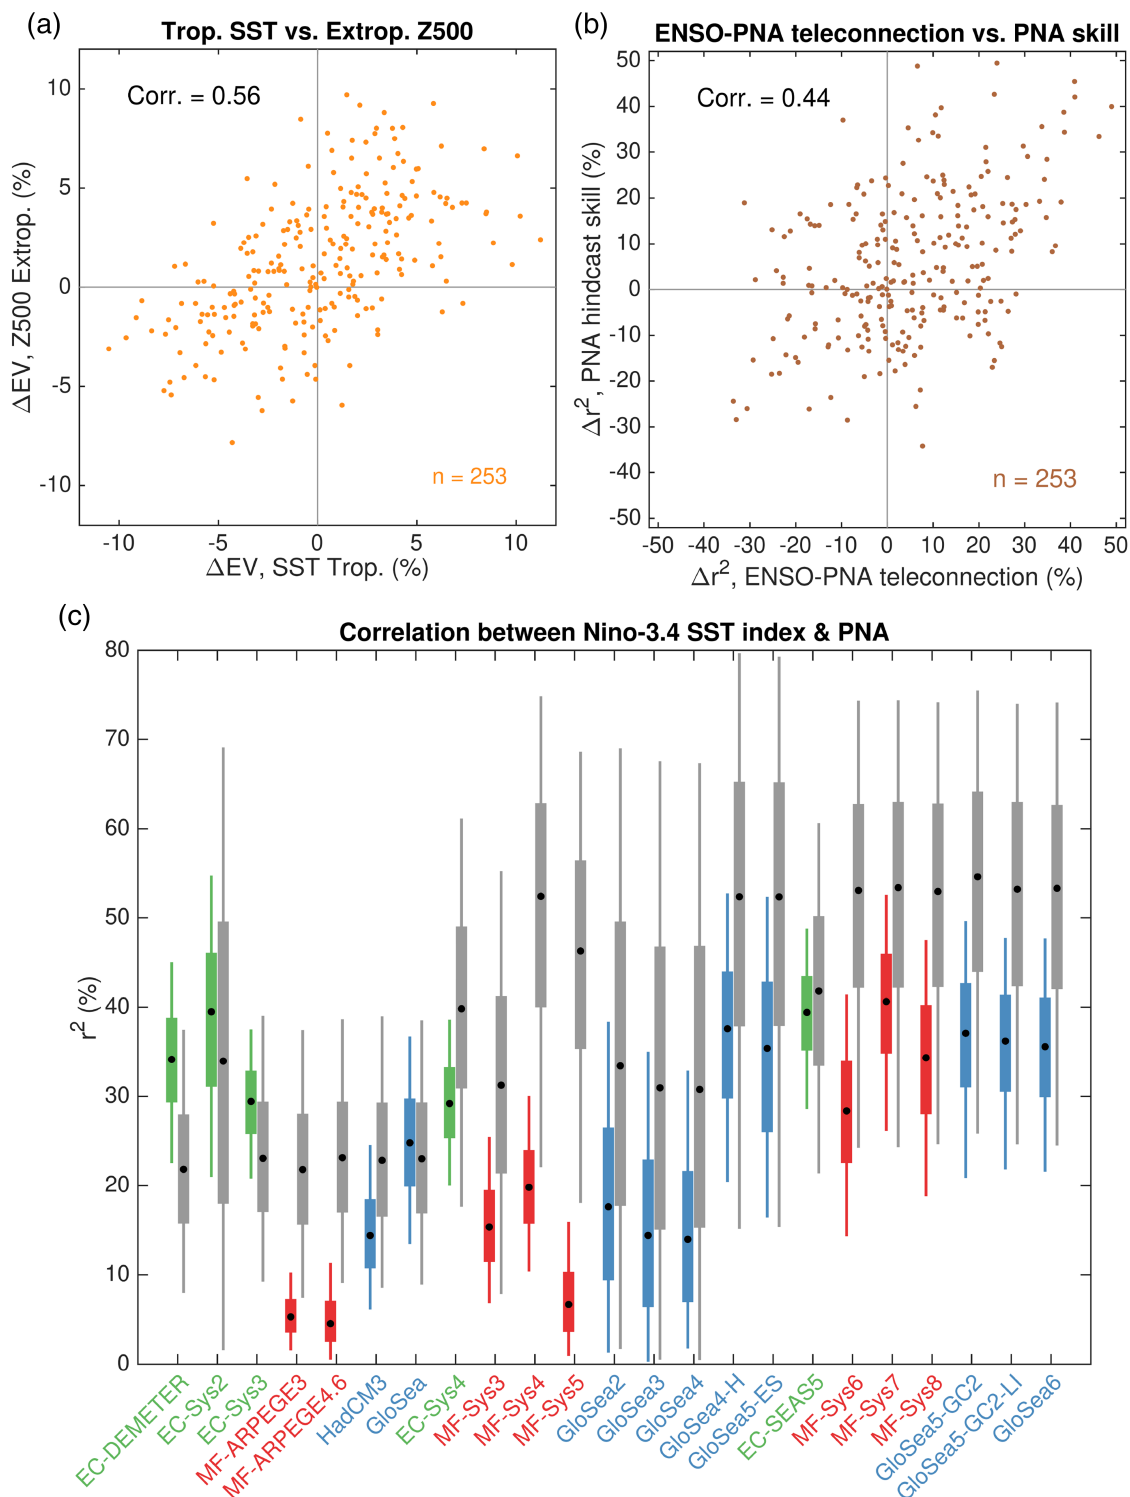 (a)
Trop. SST vs. Extrop. Z500
Corr. = 0.56
10
5
0
-5
-10
ΔEV, Z500 Extrop. (%)
n = 253
-10 -5 0 5 10
ΔEV, SST Trop. (%)
(b)
ENSO-PNA teleconnection vs. PNA skill
Corr. = 0.44
50
40
30
20
10
0
-10
-20
-30
-40
-50
Δr², PNA hindcast skill (%)
n = 253
-50 -40 -30 -20 -10 0 10 20 30 40 50
Δr², ENSO-PNA teleconnection (%)
(c)
Correlation between Nino-3.4 SST index & PNA
80
70
60
50
40
30
20
10
0
r² (%)
EC-DEMETER
EC-Sys2
EC-Sys3
MF-ARPEGE3
MF-ARPEGE4.6
HadCM3
GloSea
EC-Sys4
MF-Sys3
MF-Sys4
MF-Sys5
GloSea2
GloSea3
GloSea4
GloSea4-H
GloSea5-ES
EC-SEAS5
MF-Sys6
MF-Sys7
MF-Sys8
GloSea5-GC2
GloSea5-GC2-LI
GloSea6